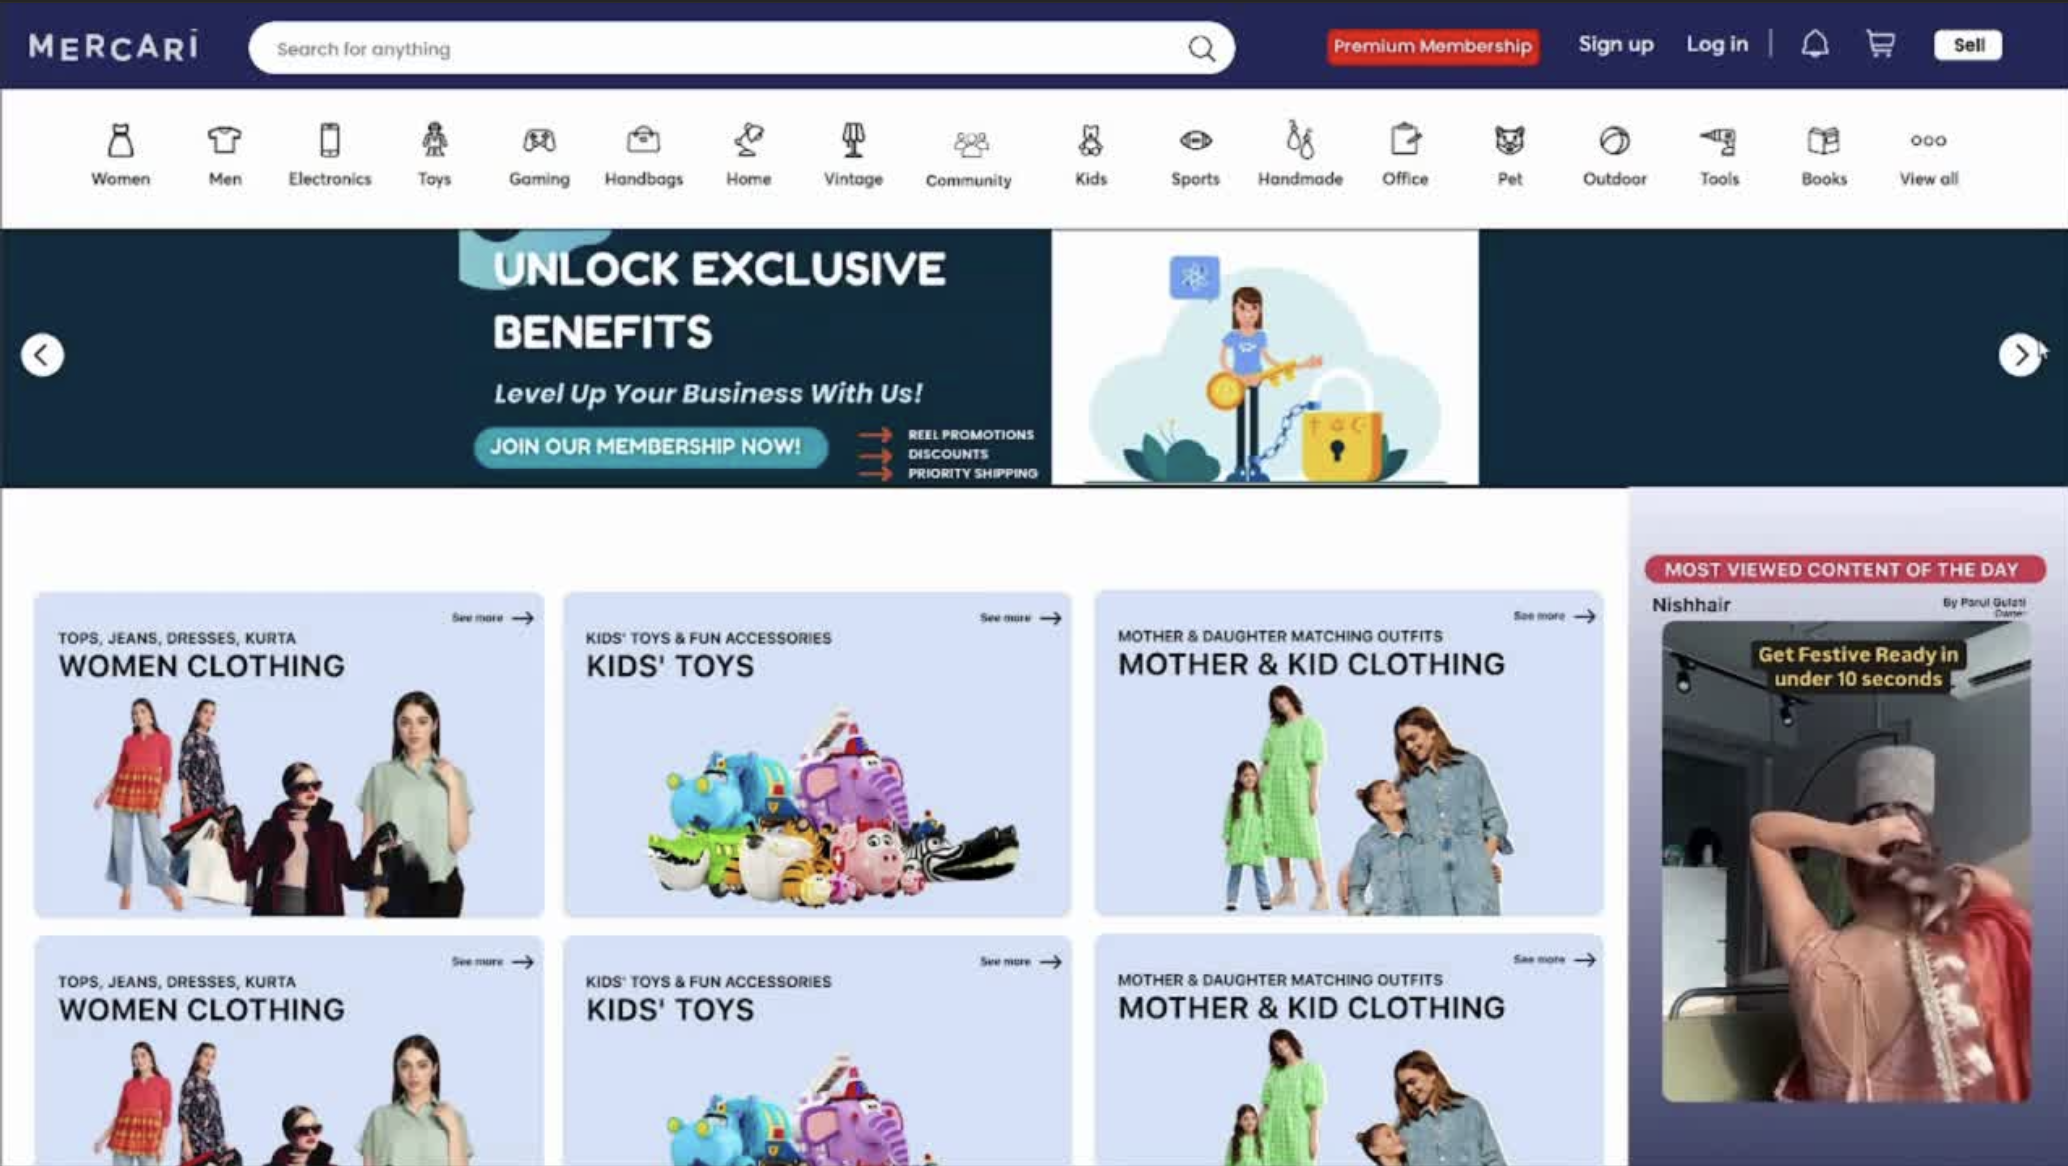 MERCARI
Search for anything
Premium Membership
Sign up
Log in
Sell
Women
Men
Electronics
Toys
Gaming
Handbags
Home
Vintage
Community
Kids
Sports
Handmade
Office
Pet
Outdoor
Tools
Books
View all
UNLOCK EXCLUSIVE
BENEFITS
Level Up Your Business With Us!
JOIN OUR MEMBERSHIP NOW!
REEL PROMOTIONS
DISCOUNTS
PRIORITY SHIPPING
See more
TOPS, JEANS, DRESSES, KURTA
WOMEN CLOTHING
See more
KIDS' TOYS & FUN ACCESSORIES
KIDS' TOYS
See more
MOTHER & DAUGHTER MATCHING OUTFITS
MOTHER & KID CLOTHING
MOST VIEWED CONTENT OF THE DAY
Nishhair
By Parul Gulati
Owner
Get Festive Ready in
under 10 seconds
See more
TOPS, JEANS, DRESSES, KURTA
WOMEN CLOTHING
See more
KIDS' TOYS & FUN ACCESSORIES
KIDS' TOYS
See more
MOTHER & DAUGHTER MATCHING OUTFITS
MOTHER & KID CLOTHING